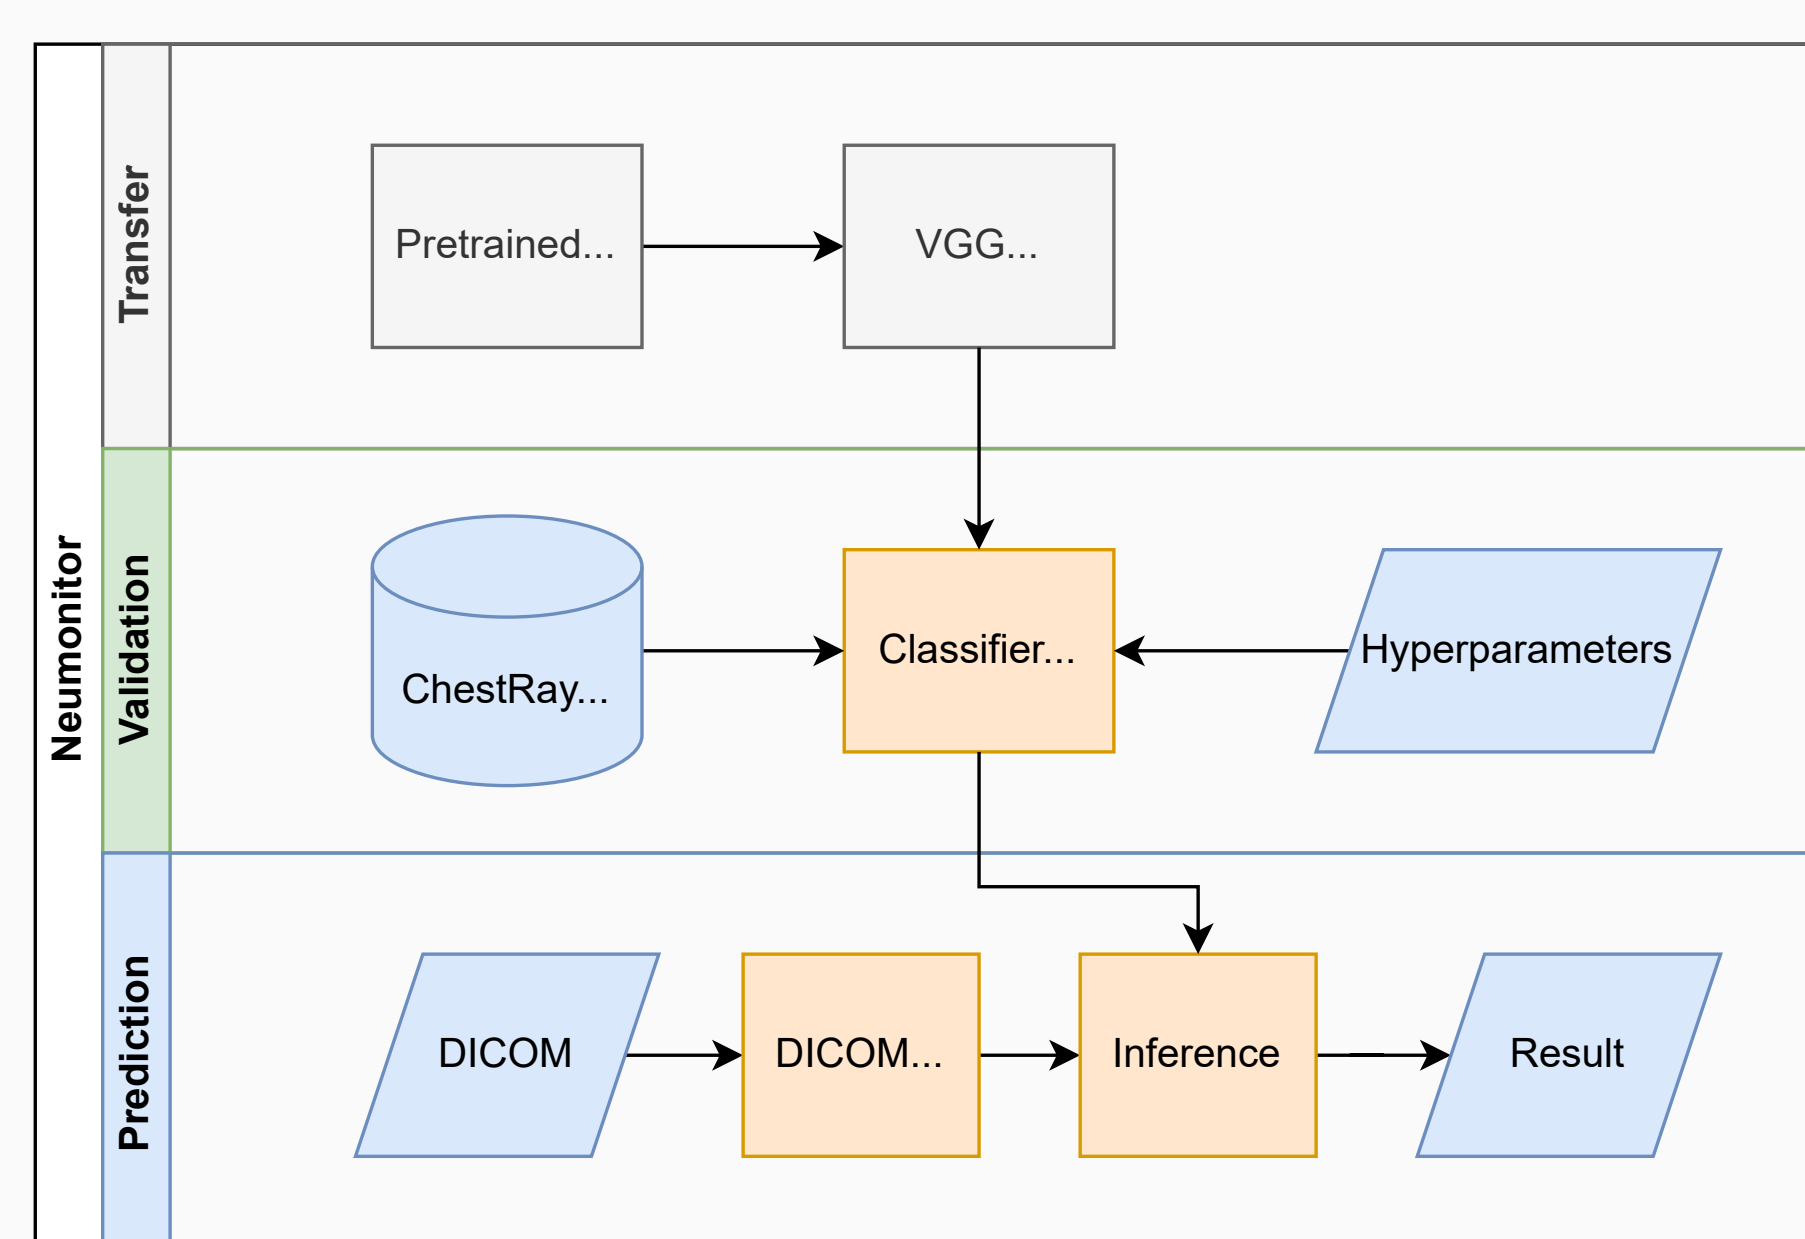 Neumonitor
Transfer
Pretrained...
VGG...
Validation
ChestRay...
Classifier...
Hyperparameters
Prediction
DICOM
DICOM...
Inference
Result